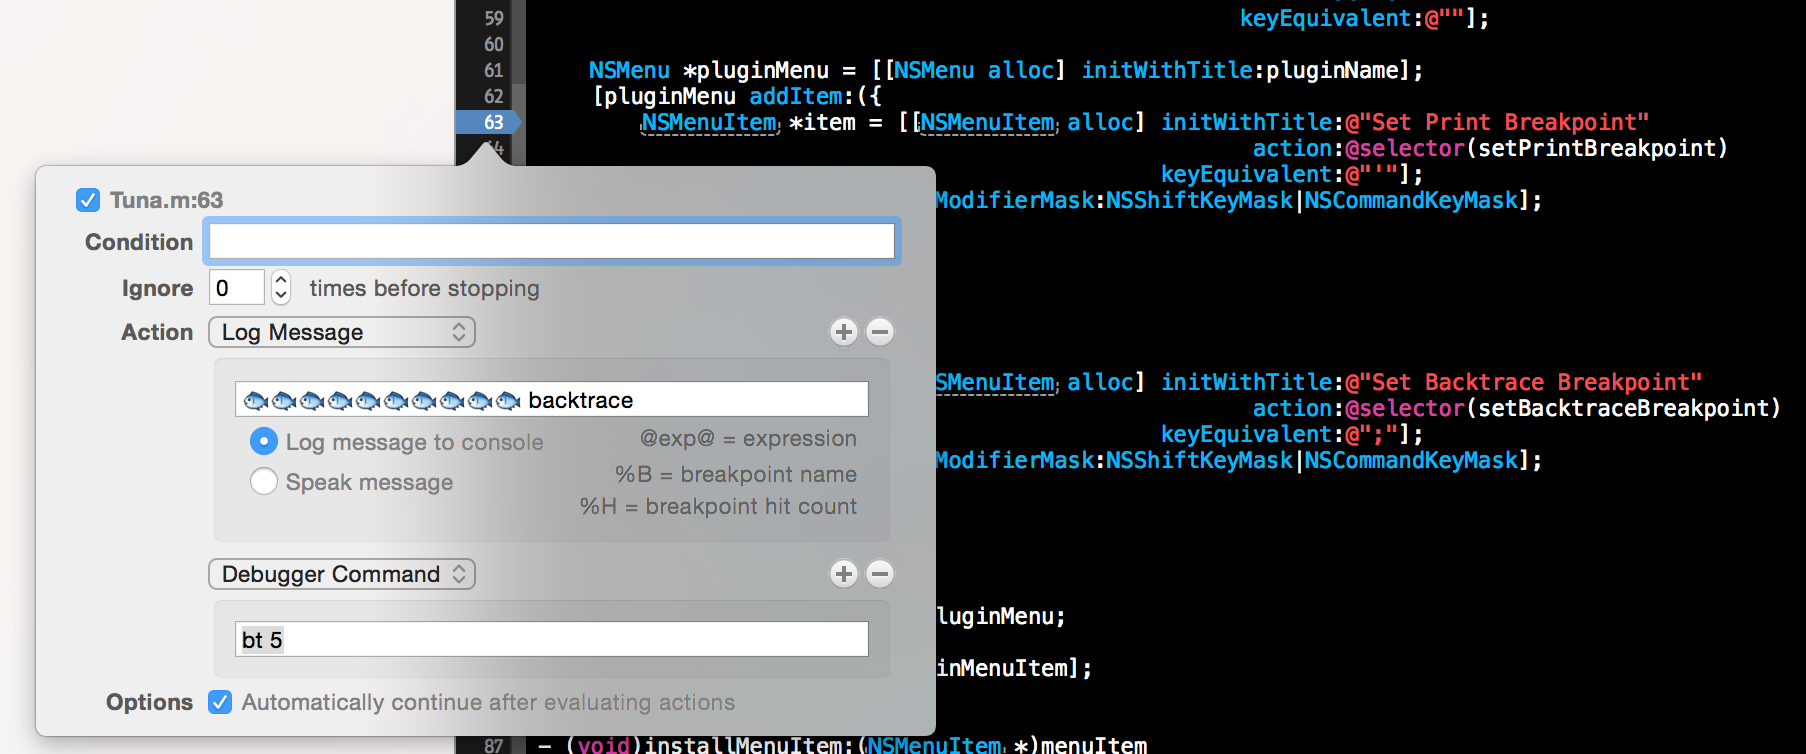 59 keyEquivalent:@""];
60
61 NSMenu *pluginMenu = [[NSMenu alloc] initWithTitle:pluginName];
62 [pluginMenu addItem:({
63 NSMenuItem *item = [[NSMenuItem alloc] initWithTitle:@"Set Print Breakpoint"
action:@selector(setPrintBreakpoint)
keyEquivalent:@"'"];
ModifierMask:NSShiftKeyMask|NSCommandKeyMask];
Tuna.m:63
Condition
Ignore 0 times before stopping
Action Log Message
SMenuItem alloc] initWithTitle:@"Set Backtrace Breakpoint"
🐟🐟🐟🐟🐟🐟🐟🐟🐟🐟 backtrace
action:@selector(setBacktraceBreakpoint)
keyEquivalent:@";"];
Log message to console @exp@ = expression
ModifierMask:NSShiftKeyMask|NSCommandKeyMask];
Speak message %B = breakpoint name
%H = breakpoint hit count
Debugger Command
luginMenu;
bt 5
inMenuItem];
Options Automatically continue after evaluating actions
87 - (void)installMenuItem:(NSMenuItem *)menuItem